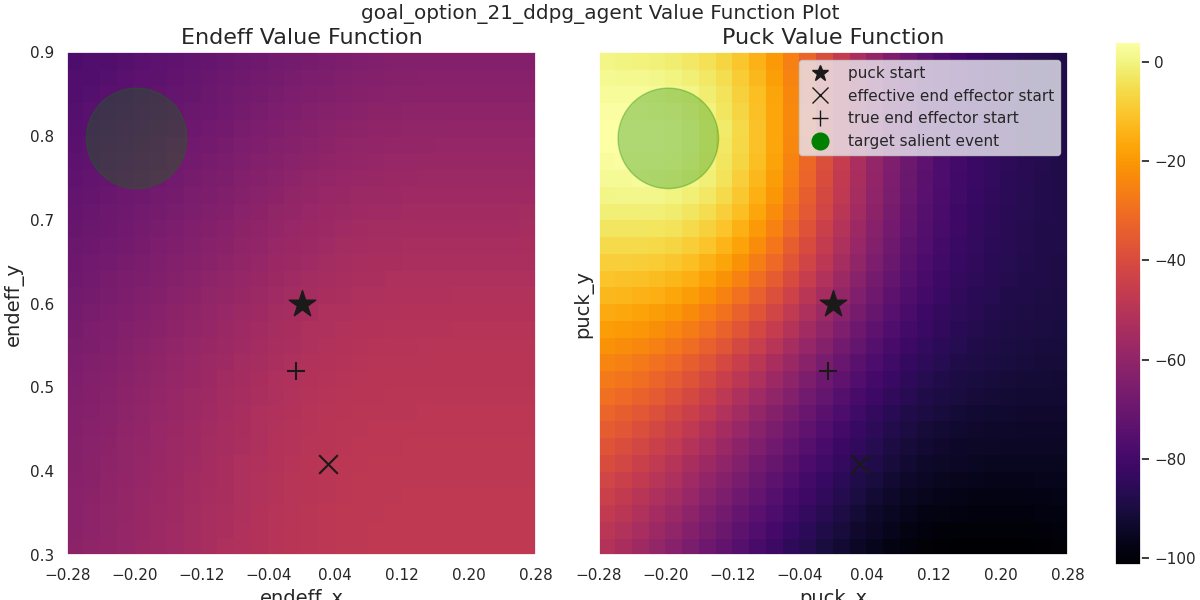 goal_option_21_ddpg_agent Value Function Plot
Endeff Value Function
Puck Value Function
0.9
0.8
0.7
0.6
0.5
0.4
0.3
endeff_y
−0.28 −0.20 −0.12 −0.04 0.04 0.12 0.20 0.28
endeff_x
puck_y
puck start
effective end effector start
true end effector start
target salient event
−0.28 −0.20 −0.12 −0.04 0.04 0.12 0.20 0.28
puck_x
0
−20
−40
−60
−80
−100